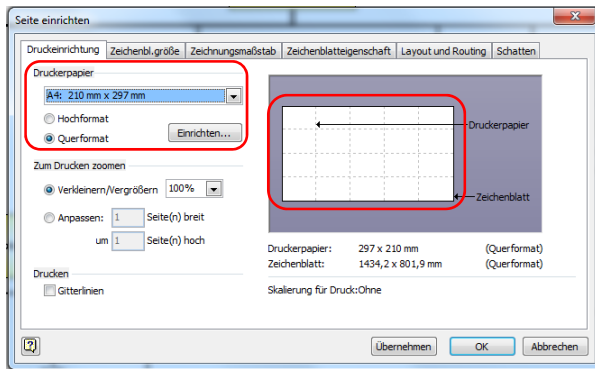 Seite einrichten
Druckeinrichtung Zeichenbl.größe Zeichnungsmaßstab Zeichenblatteigenschaft Layout und Routing Schatten
Druckerpapier
A4: 210 mm x 297 mm
Hochformat
Querformat
Einrichten...
Zum Drucken zoomen
Verkleinern/Vergrößern 100%
Anpassen: 1 Seite(n) breit
um 1 Seite(n) hoch
Drucken
Gitterlinien
Druckerpapier
Zeichenblatt
Druckerpapier: 297 x 210 mm (Querformat)
Zeichenblatt: 1434,2 x 801,9 mm (Querformat)
Skalierung für Druck:Ohne
Übernehmen OK Abbrechen